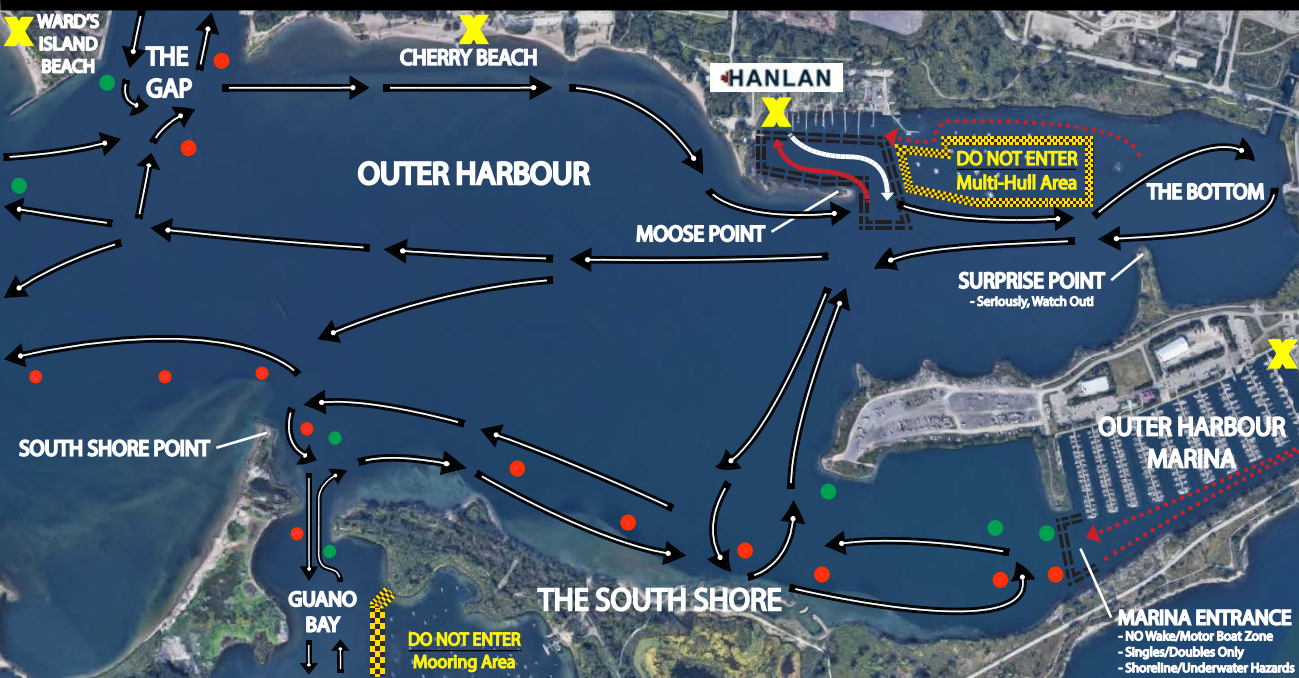 WARD'S
ISLAND
BEACH
THE
GAP
CHERRY BEACH
HANLAN
OUTER HARBOUR
DO NOT ENTER
Multi-Hull Area
THE BOTTOM
MOOSE POINT
SURPRISE POINT
- Seriously, Watch Out!
SOUTH SHORE POINT
OUTER HARBOUR
MARINA
GUANO
BAY
THE SOUTH SHORE
DO NOT ENTER
Mooring Area
MARINA ENTRANCE
- NO Wake/Motor Boat Zone
- Singles/Doubles Only
- Shoreline/Underwater Hazards